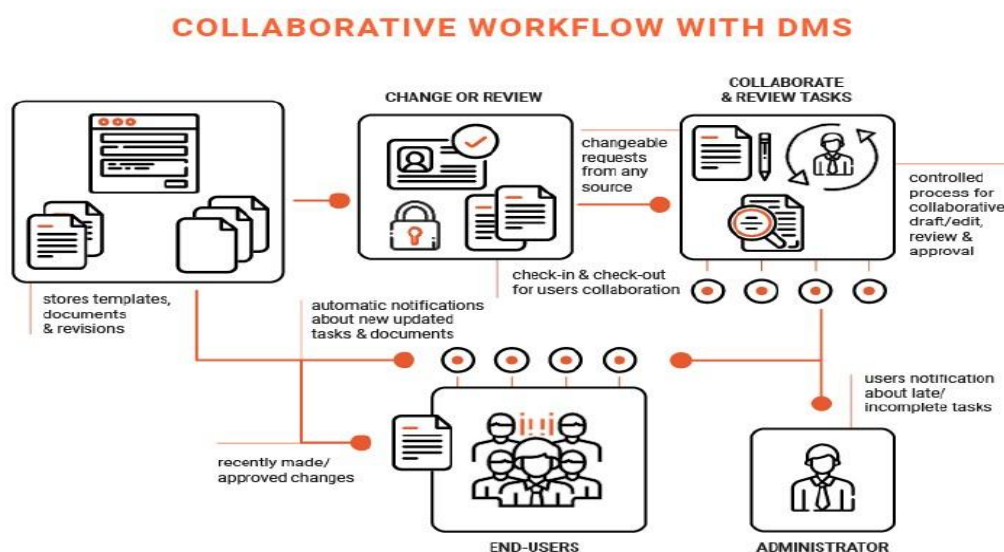 COLLABORATIVE WORKFLOW WITH DMS
COLLABORATE
& REVIEW TASKS
CHANGE OR REVIEW
changeable
requests
from any
source
controlled
process for
collaborative
draft/edit,
review &
approval
check-in & check-out
for users collaboration
stores templates,
documents
& revisions
automatic notifications
about new updated
tasks & documents
users notification
about late/
incomplete tasks
recently made/
approved changes
END-USERS
ADMINISTRATOR